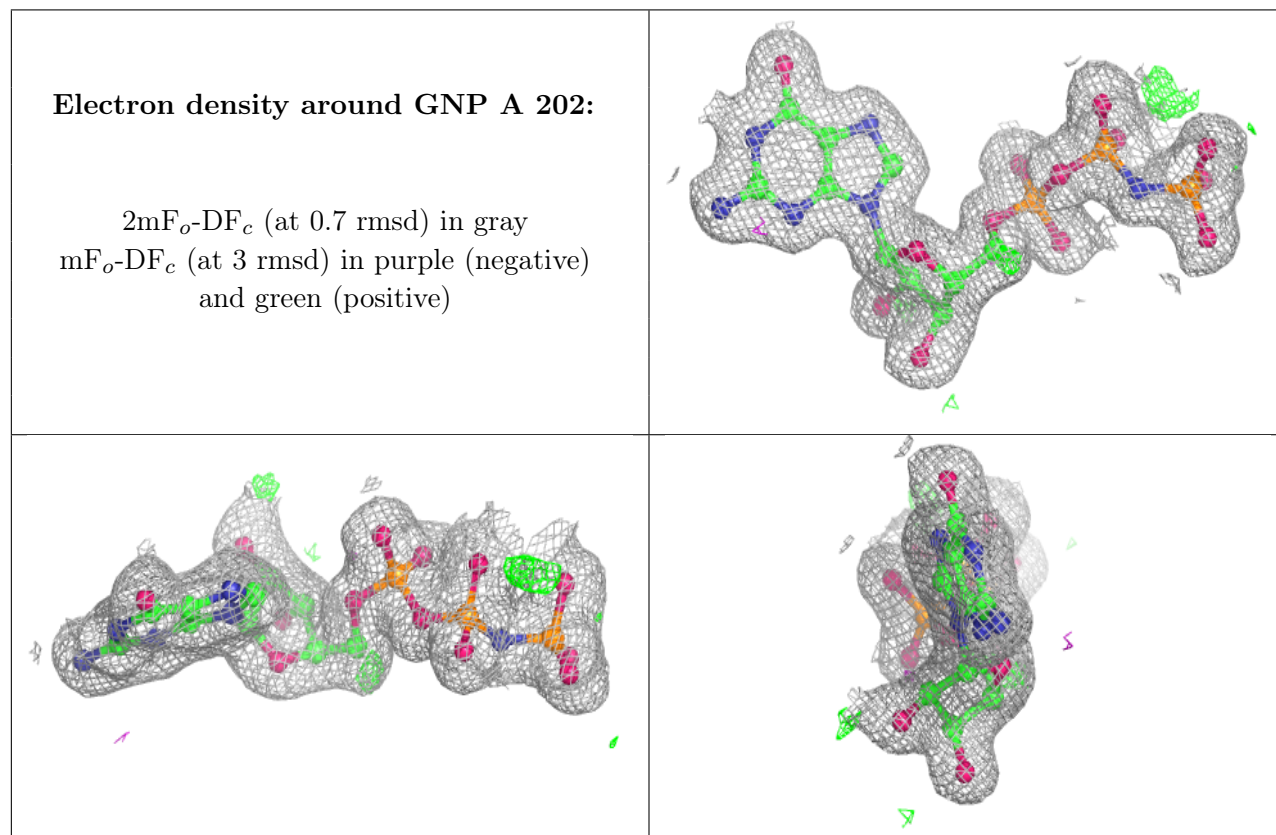 Electron density around GNP A 202:
2mFo-DFc (at 0.7 rmsd) in gray
mFo-DFc (at 3 rmsd) in purple (negative)
and green (positive)